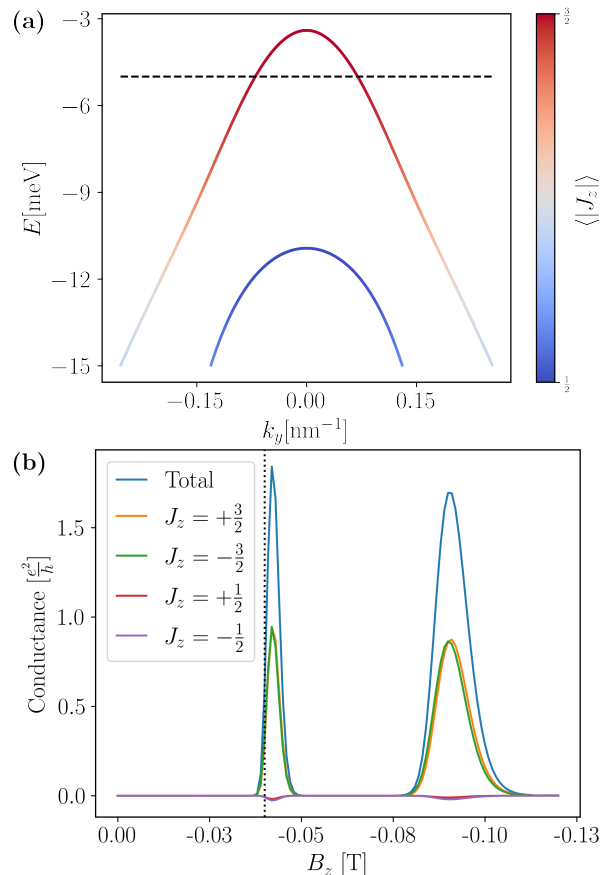 (a)
−3
−6
−9
−12
−15
E[meV]
−0.15
0.00
0.15
k_y[nm⁻¹]
3/2
1/2
⟨|J_z|⟩
(b)
Total
J_z = +3/2
J_z = −3/2
J_z = +1/2
J_z = −1/2
1.5
1.0
0.5
0.0
Conductance [e²/h]
0.00
-0.03
-0.05
-0.08
-0.10
-0.13
B_z [T]